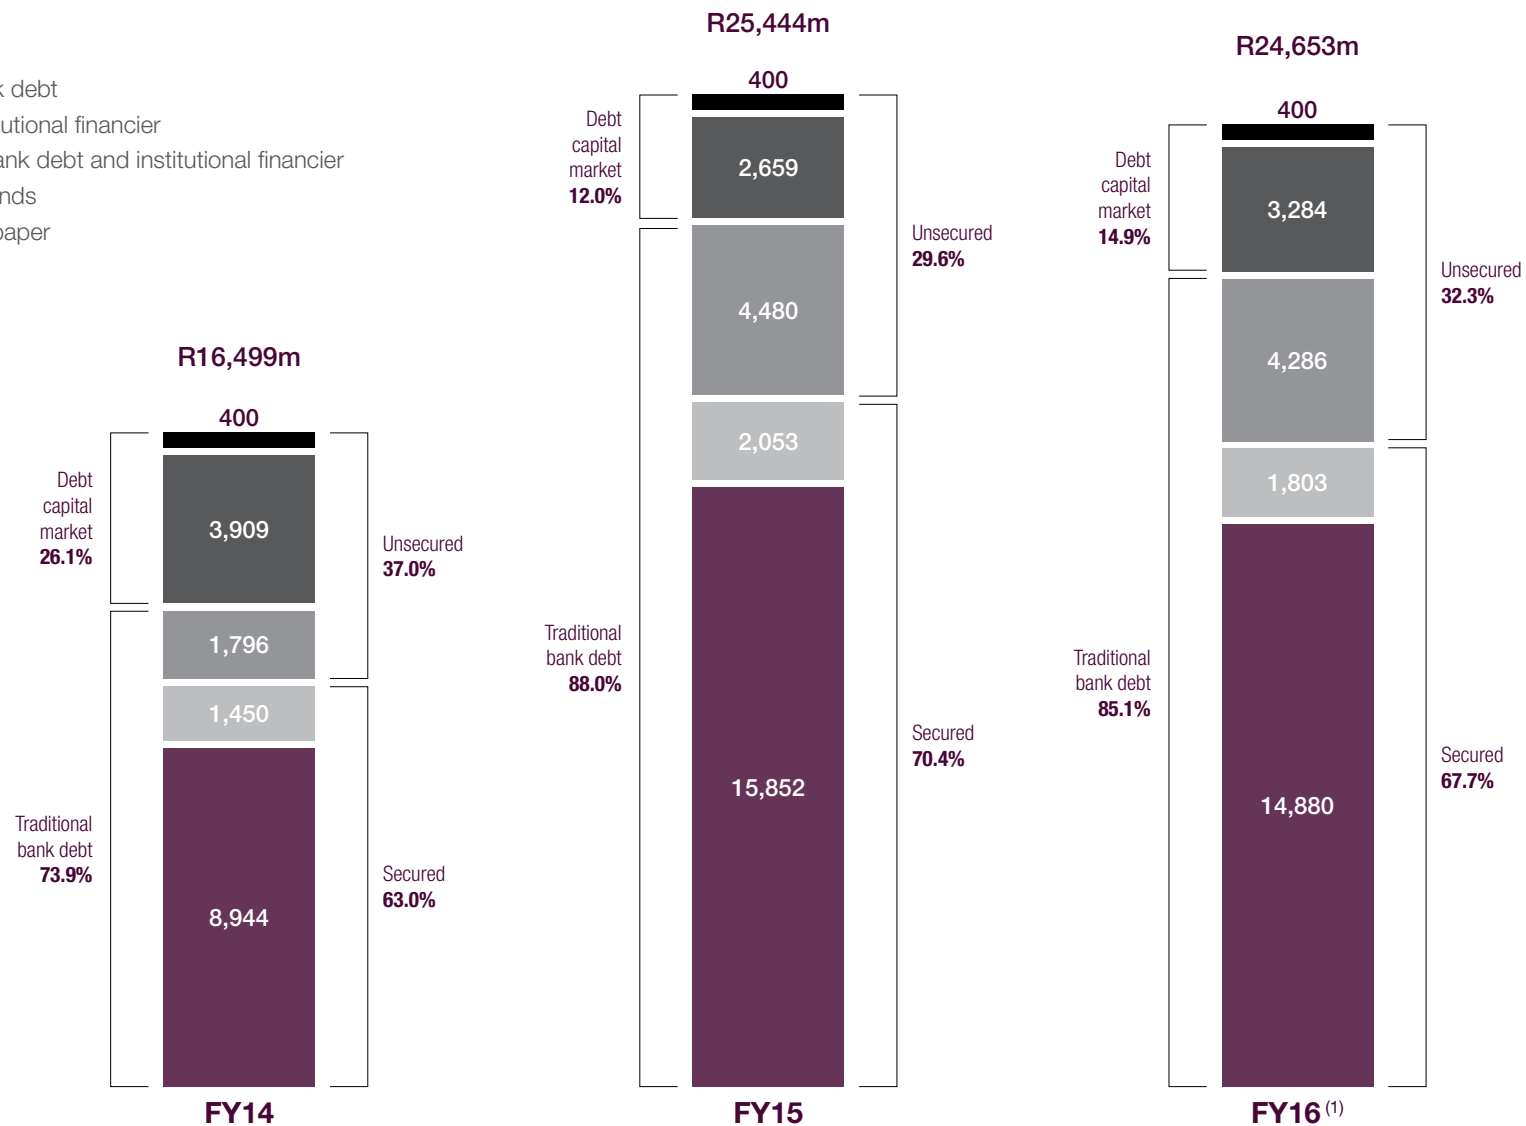 debt
utional financier
ank debt and institutional financier
nds
paper
R16,499m
400
Debt
capital
market
26.1%
3,909
1,796
1,450
8,944
Unsecured
37.0%
Traditional
bank debt
73.9%
Secured
63.0%
FY14
R25,444m
400
Debt
capital
market
12.0%
2,659
4,480
2,053
15,852
Unsecured
29.6%
Traditional
bank debt
88.0%
Secured
70.4%
FY15
R24,653m
400
Debt
capital
market
14.9%
3,284
4,286
1,803
14,880
Unsecured
32.3%
Traditional
bank debt
85.1%
Secured
67.7%
FY16 (1)